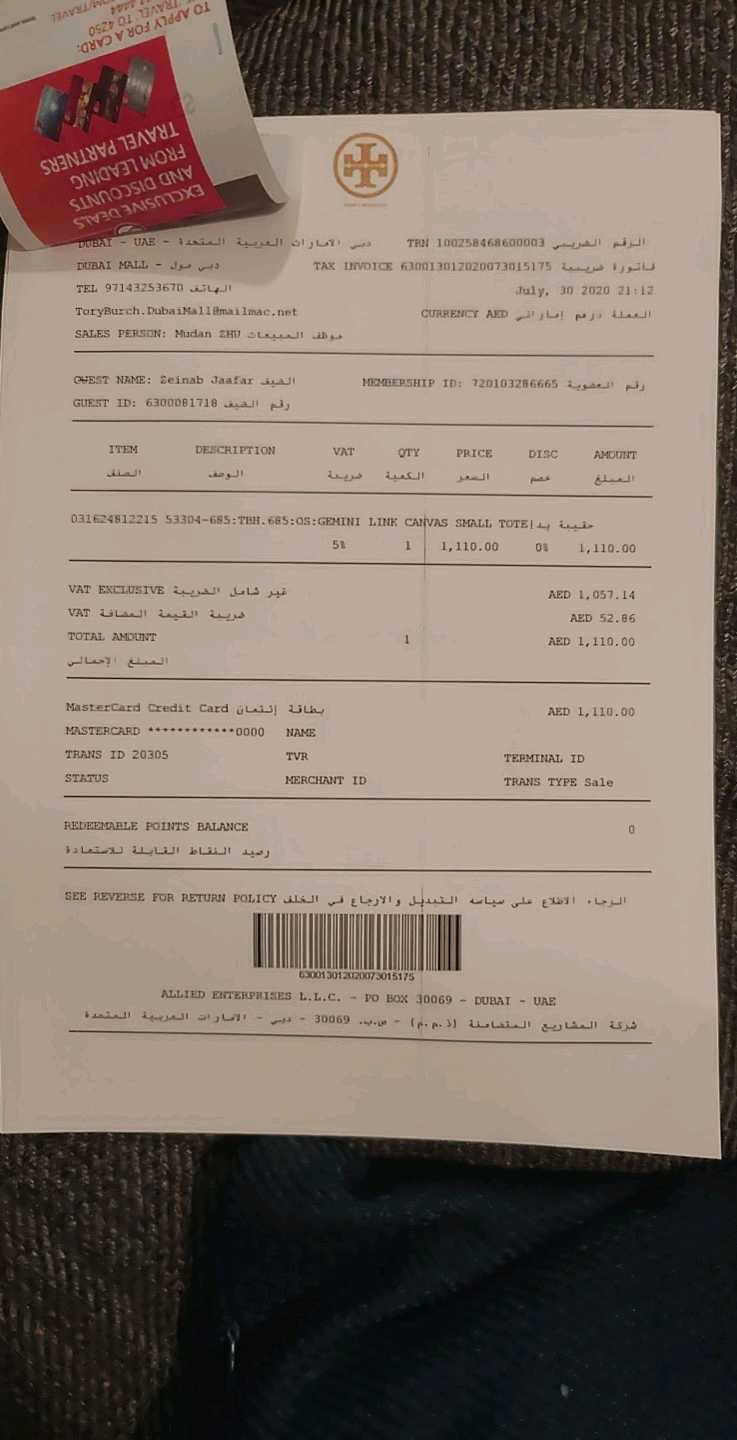 TO APPLY FOR A CARD:
TRAVEL TO 4250
EXCLUSIVE DEALS
AND DISCOUNTS
FROM LEADING
TRAVEL PARTNERS
DUBAI - UAE - دبي الامارات العربية المتحدة TRN 100258468600003 الرقم الضريبي
DUBAI MALL - دبي مول TAX INVOICE 630013012020073015175 فاتورة ضريبية
TEL 97143253670 الهاتف July, 30 2020 21:12
ToryBurch.DubaiMall@mailmac.net CURRENCY AED العملة درهم إماراتي
SALES PERSON: Mudan ZHU موظف المبيعات
GUEST NAME: Zeinab Jaafar الضيف MEMBERSHIP ID: 720103286665 رقم العضوية
GUEST ID: 6300081718 رقم الضيف
ITEM DESCRIPTION VAT QTY PRICE DISC AMOUNT
الصنف الوصف ضريبة الكمية السعر خصم المبلغ
031624812215 53304-685:TBH.685:OS:GEMINI LINK CANVAS SMALL TOTE|حقيبة يد
5% 1 1,110.00 0% 1,110.00
VAT EXCLUSIVE غير شامل الضريبة AED 1,057.14
VAT ضريبة القيمة المضافة AED 52.86
TOTAL AMOUNT 1 AED 1,110.00
المبلغ الإجمالي
MasterCard Credit Card بطاقة إئتمان AED 1,110.00
MASTERCARD ************0000 NAME
TRANS ID 20305 TVR TERMINAL ID
STATUS MERCHANT ID TRANS TYPE Sale
REDEEMABLE POINTS BALANCE 0
رصيد النقاط القابلة للاستعادة
SEE REVERSE FOR RETURN POLICY الرجاء الاطلاع على سياسه التبديل والارجاع في الخلف
630013012020073015175
ALLIED ENTERPRISES L.L.C. - PO BOX 30069 - DUBAI - UAE
شركة المشاريع المتضامنة (ذ.م.م) - ص.ب. 30069 - دبي - الامارات العربية المتحدة